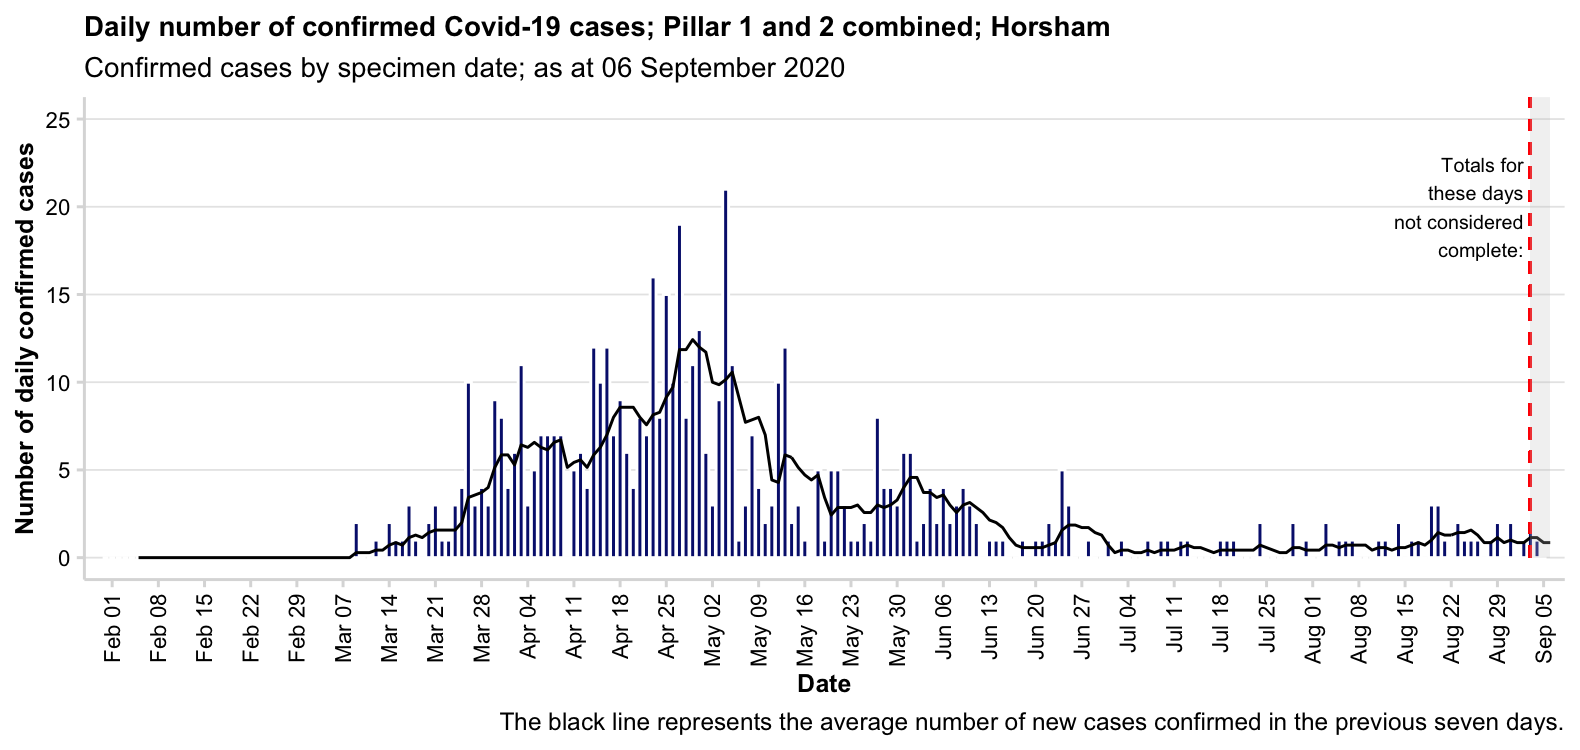 Daily number of confirmed Covid-19 cases; Pillar 1 and 2 combined; Horsham
Confirmed cases by specimen date; as at 06 September 2020
Number of daily confirmed cases
25
20
15
10
5
0
Totals for
these days
not considered
complete:
Feb 01
Feb 08
Feb 15
Feb 22
Feb 29
Mar 07
Mar 14
Mar 21
Mar 28
Apr 04
Apr 11
Apr 18
Apr 25
May 02
May 09
May 16
May 23
May 30
Jun 06
Jun 13
Jun 20
Jun 27
Jul 04
Jul 11
Jul 18
Jul 25
Aug 01
Aug 08
Aug 15
Aug 22
Aug 29
Sep 05
Date
The black line represents the average number of new cases confirmed in the previous seven days.